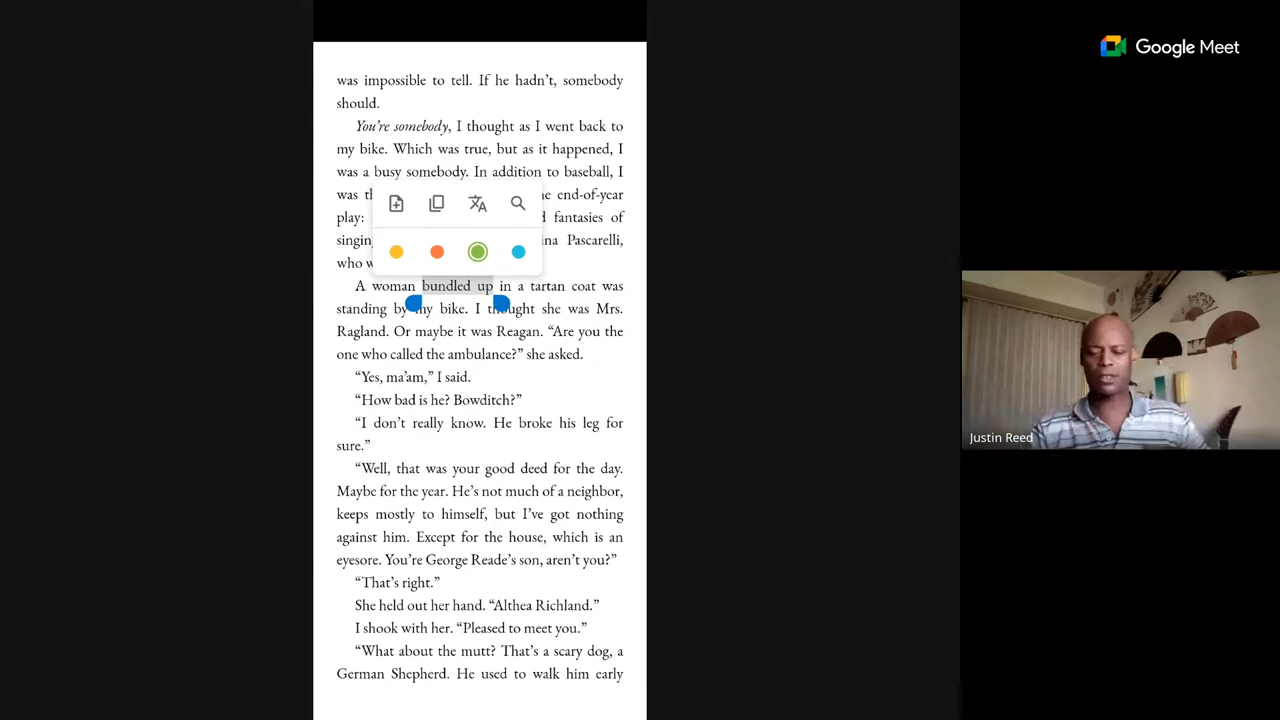 Google Meet
was impossible to tell. If he hadn’t, somebody
should.
You’re somebody, I thought as I went back to
my bike. Which was true, but as it happened, I
was a busy somebody. In addition to baseball, I
was
end-of-year
play:
fantasies of
singing
Pascarelli,
who
A woman bundled up in a tartan coat was
standing by my bike. I thought she was Mrs.
Ragland. Or maybe it was Reagan. “Are you the
one who called the ambulance?” she asked.
“Yes, ma’am,” I said.
“How bad is he? Bowditch?”
“I don’t really know. He broke his leg for
sure.”
“Well, that was your good deed for the day.
Maybe for the year. He’s not much of a neighbor,
keeps mostly to himself, but I’ve got nothing
against him. Except for the house, which is an
eyesore. You’re George Reade’s son, aren’t you?”
“That’s right.”
She held out her hand. “Althea Richland.”
I shook with her. “Pleased to meet you.”
“What about the mutt? That’s a scary dog, a
German Shepherd. He used to walk him early
Justin Reed